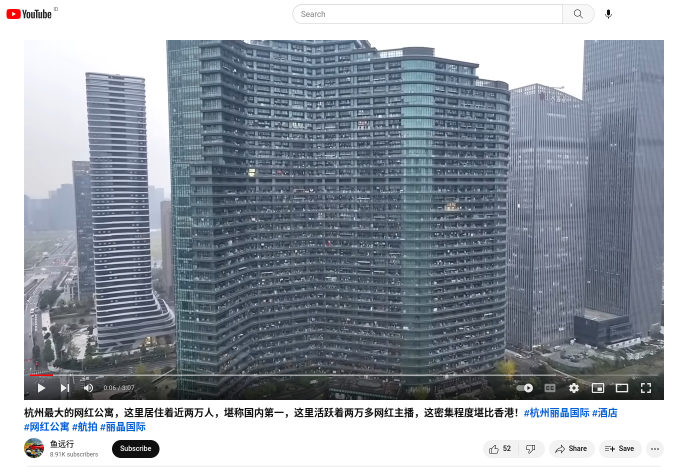 YouTube ID
Search
0:06 / 3:07
CC
杭州最大的网红公寓，这里居住着近两万人，堪称国内第一，这里活跃着两万多网红主播，这密集程度堪比香港！#杭州丽晶国际 #酒店
#网红公寓 #航拍 #丽晶国际
鱼远行
8.91K subscribers
Subscribe
52
Share
Save